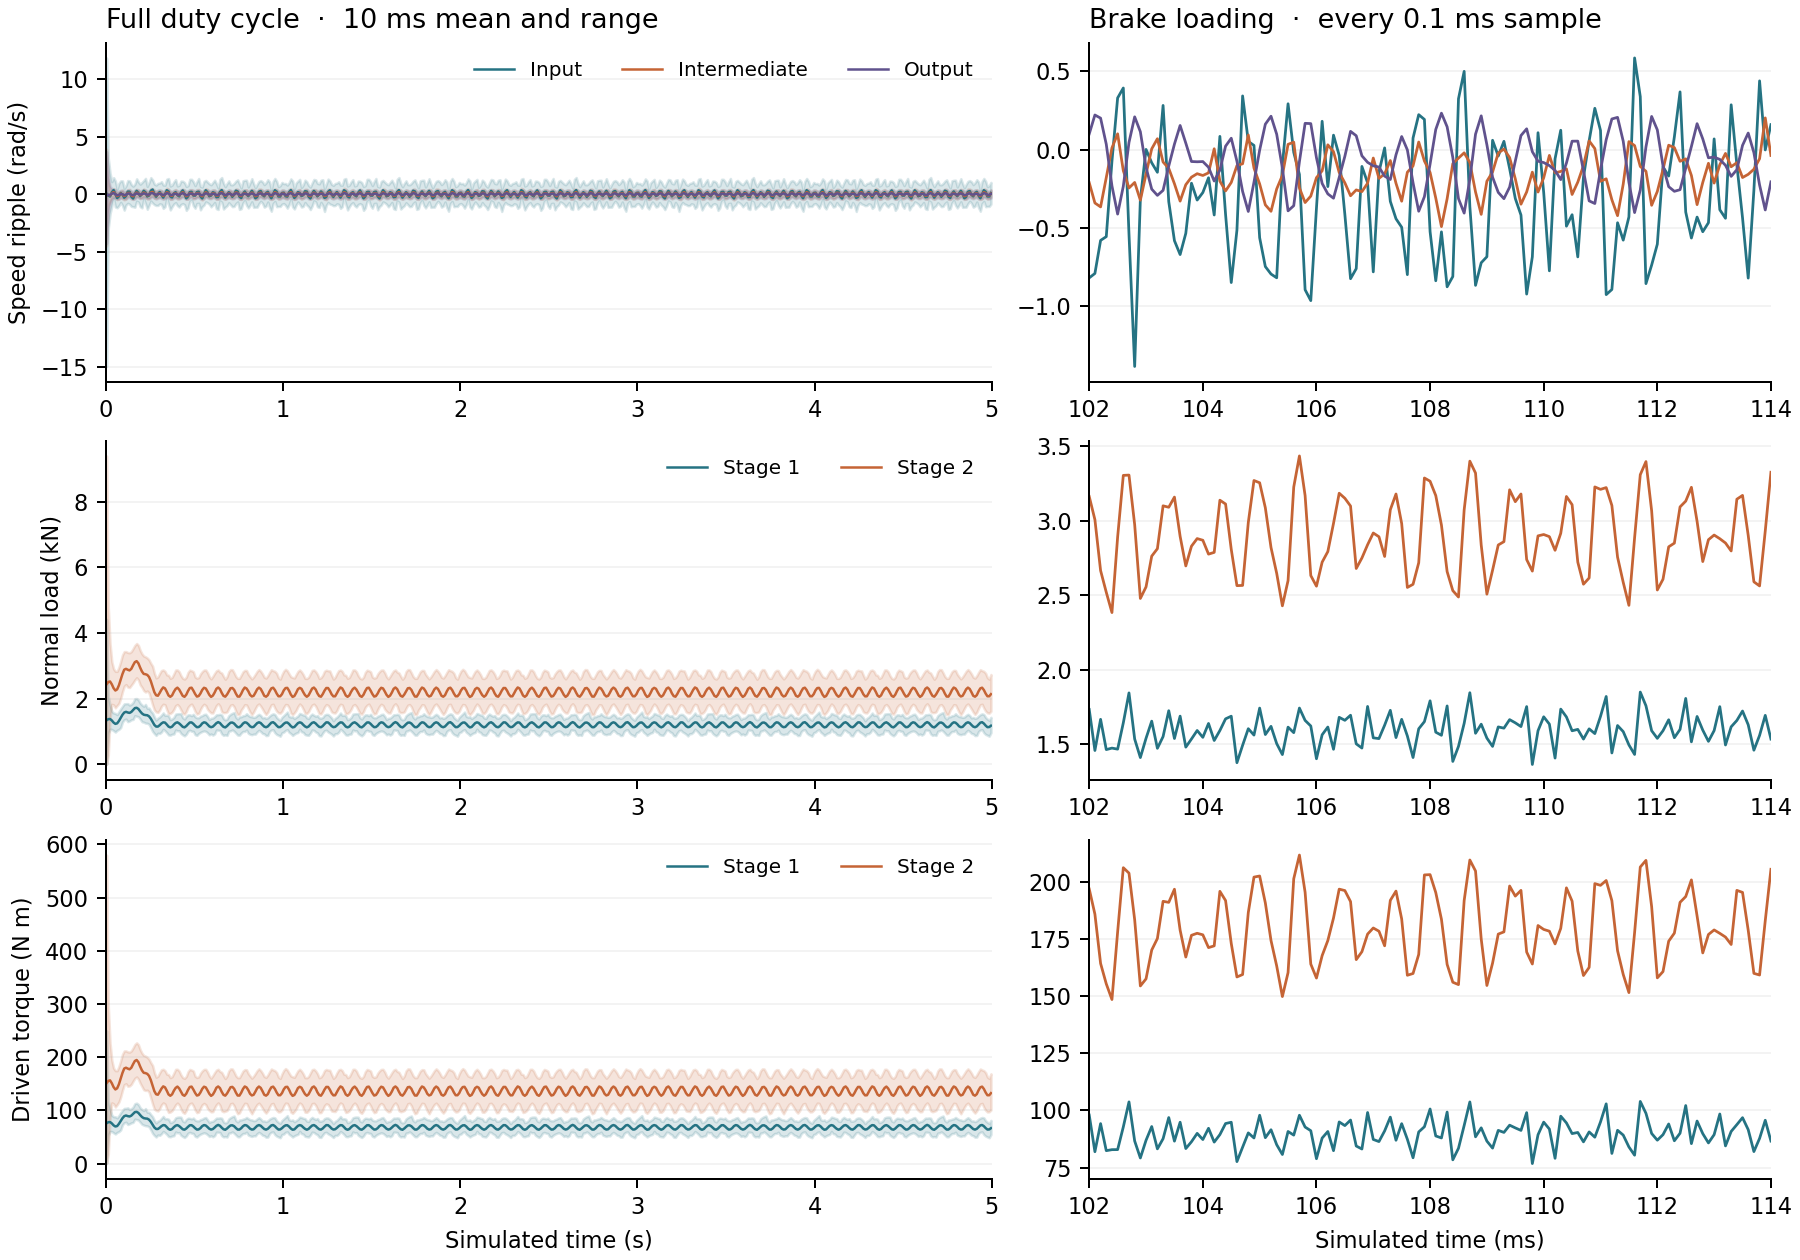 Full duty cycle · 10 ms mean and range
Brake loading · every 0.1 ms sample
Speed ripple (rad/s)
10
5
0
−5
−10
−15
Input
Intermediate
Output
0 1 2 3 4 5
0.5
0.0
−0.5
−1.0
102 104 106 108 110 112 114
Normal load (kN)
8
6
4
2
0
Stage 1
Stage 2
0 1 2 3 4 5
3.5
3.0
2.5
2.0
1.5
102 104 106 108 110 112 114
Driven torque (N m)
600
500
400
300
200
100
0
Stage 1
Stage 2
0 1 2 3 4 5
Simulated time (s)
200
175
150
125
100
75
102 104 106 108 110 112 114
Simulated time (ms)